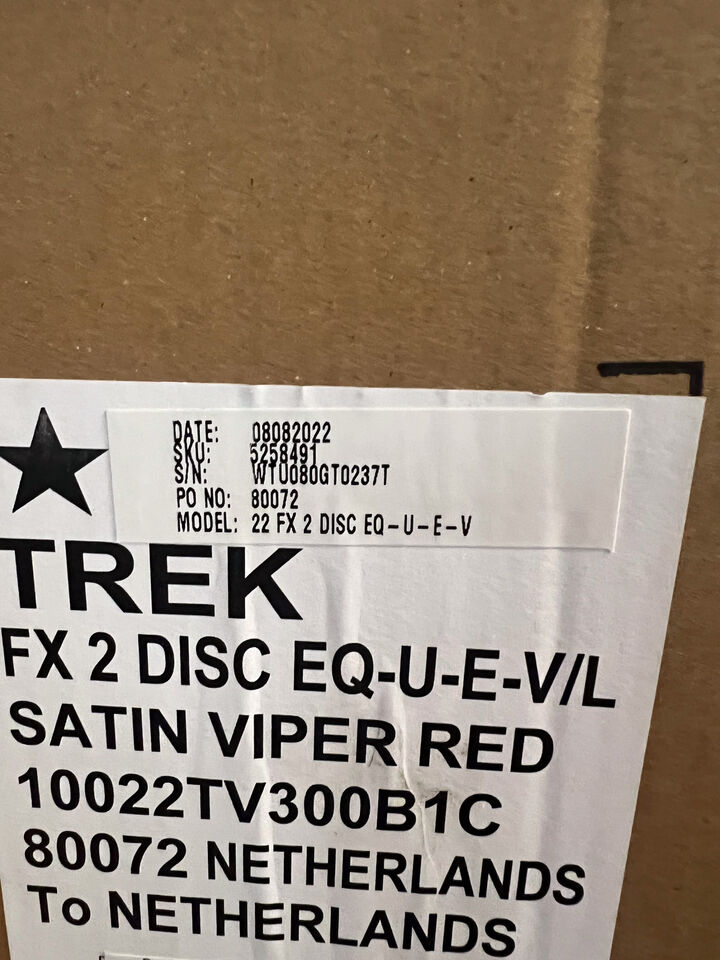 DATE: 08082022
SKU: 5258491
S/N: WTU080GT0237T
PO NO: 80072
MODEL: 22 FX 2 DISC EQ-U-E-V
TREK
FX 2 DISC EQ-U-E-V/L
SATIN VIPER RED
10022TV300B1C
80072 NETHERLANDS
To NETHERLANDS